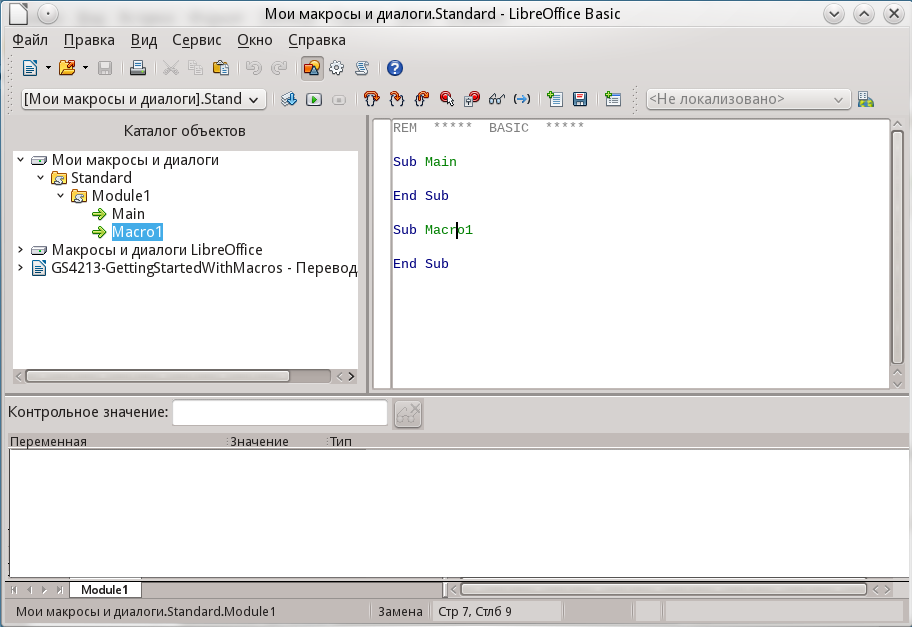 Мои макросы и диалоги.Standard - LibreOffice Basic
Файл Правка Вид Сервис Окно Справка
[Мои макросы и диалоги].Stand
<Не локализовано>
Каталог объектов
Мои макросы и диалоги
Standard
Module1
Main
Macro1
Макросы и диалоги LibreOffice
GS4213-GettingStartedWithMacros - Перевод
REM ***** BASIC *****
Sub Main
End Sub
Sub Macro1
End Sub
Контрольное значение:
Переменная Значение Тип
Module1
Мои макросы и диалоги.Standard.Module1 Замена Стр 7, Стлб 9